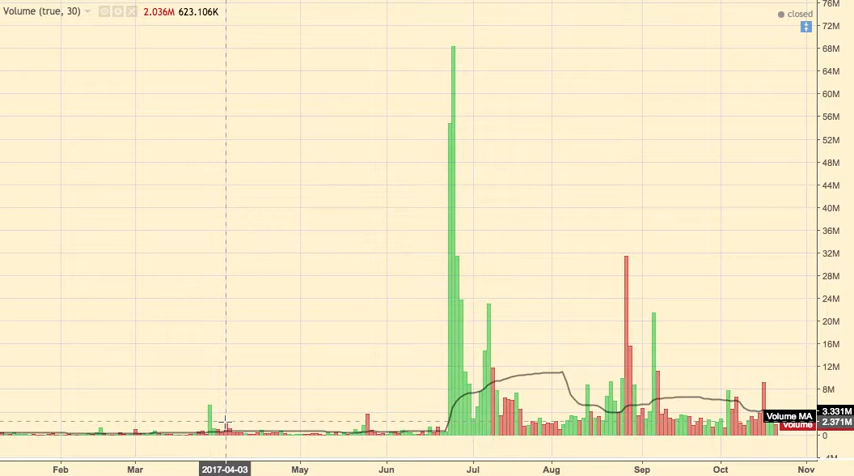 Volume (true, 30) 2.036M 623.106K
closed
76M
72M
68M
64M
60M
56M
52M
48M
44M
40M
36M
32M
28M
24M
20M
16M
12M
8M
Volume MA 3.331M
Volume 2.371M
0
-4M
Feb Mar 2017-04-03 May Jun Jul Aug Sep Oct Nov